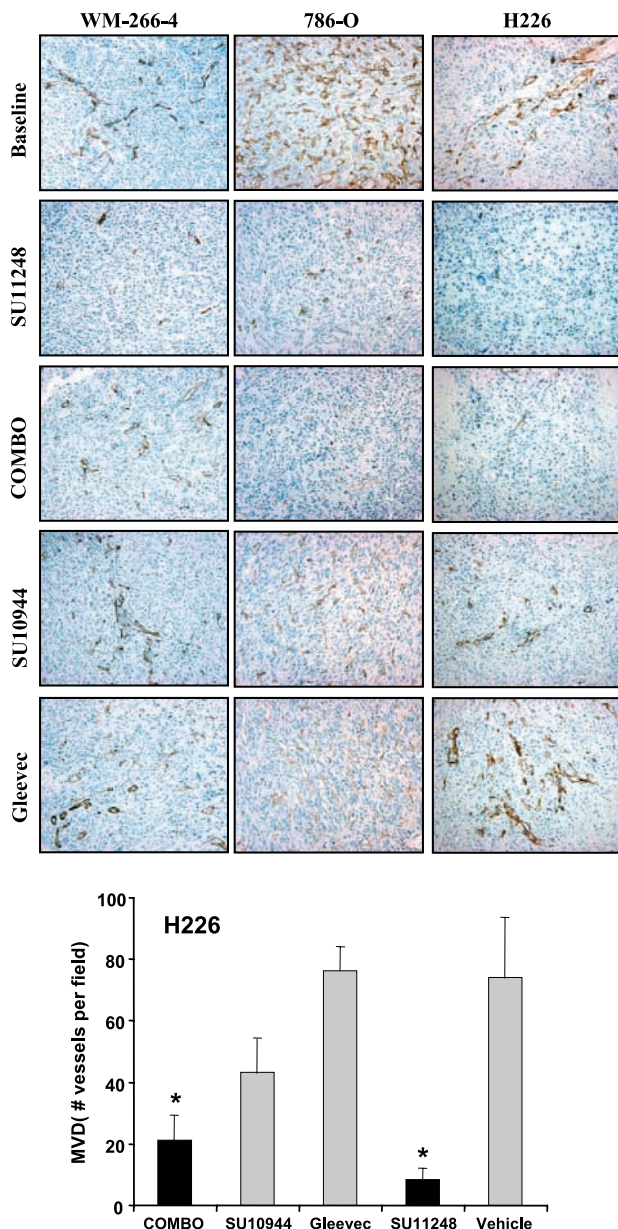 WM-266-4 786-O H226
Baseline
SU11248
COMBO
SU10944
Gleevec
H226
MVD( # vessels per field)
100
80
60
40
20
0
*
*
COMBO SU10944 Gleevec SU11248 Vehicle